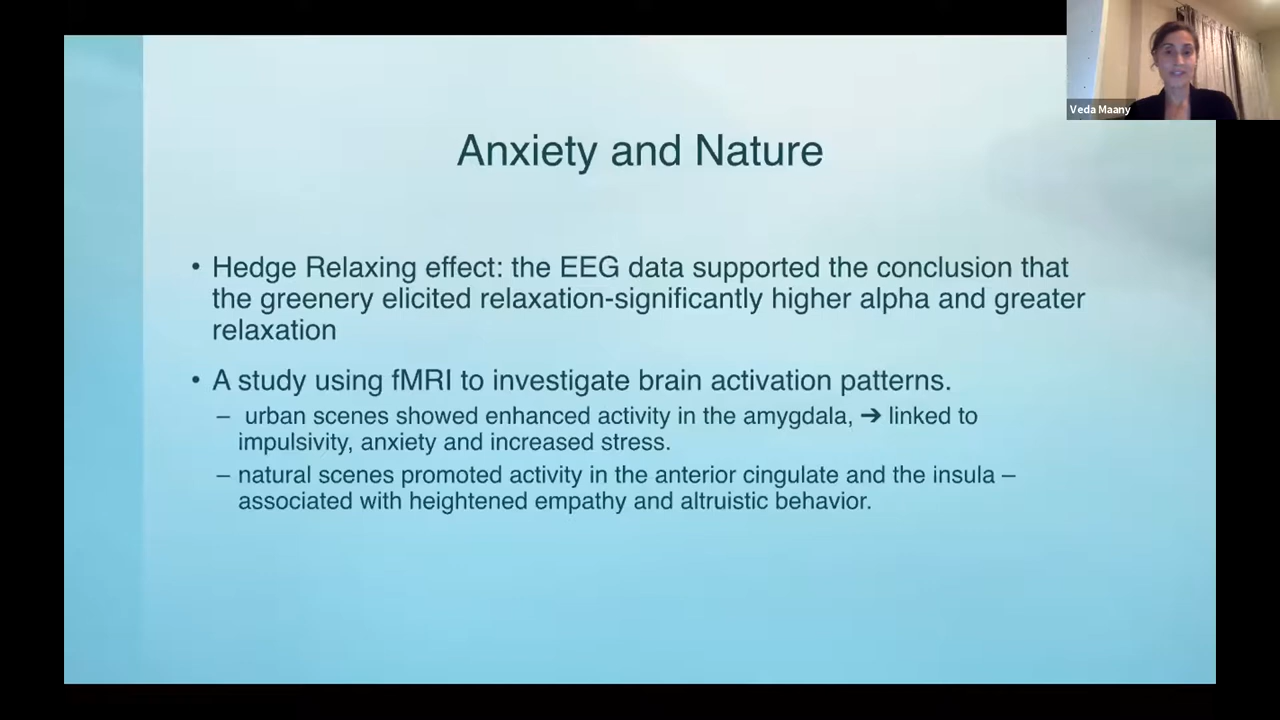 Veda Maany
Anxiety and Nature
• Hedge Relaxing effect: the EEG data supported the conclusion that
the greenery elicited relaxation-significantly higher alpha and greater
relaxation
• A study using fMRI to investigate brain activation patterns.
– urban scenes showed enhanced activity in the amygdala, ➔ linked to
impulsivity, anxiety and increased stress.
– natural scenes promoted activity in the anterior cingulate and the insula –
associated with heightened empathy and altruistic behavior.